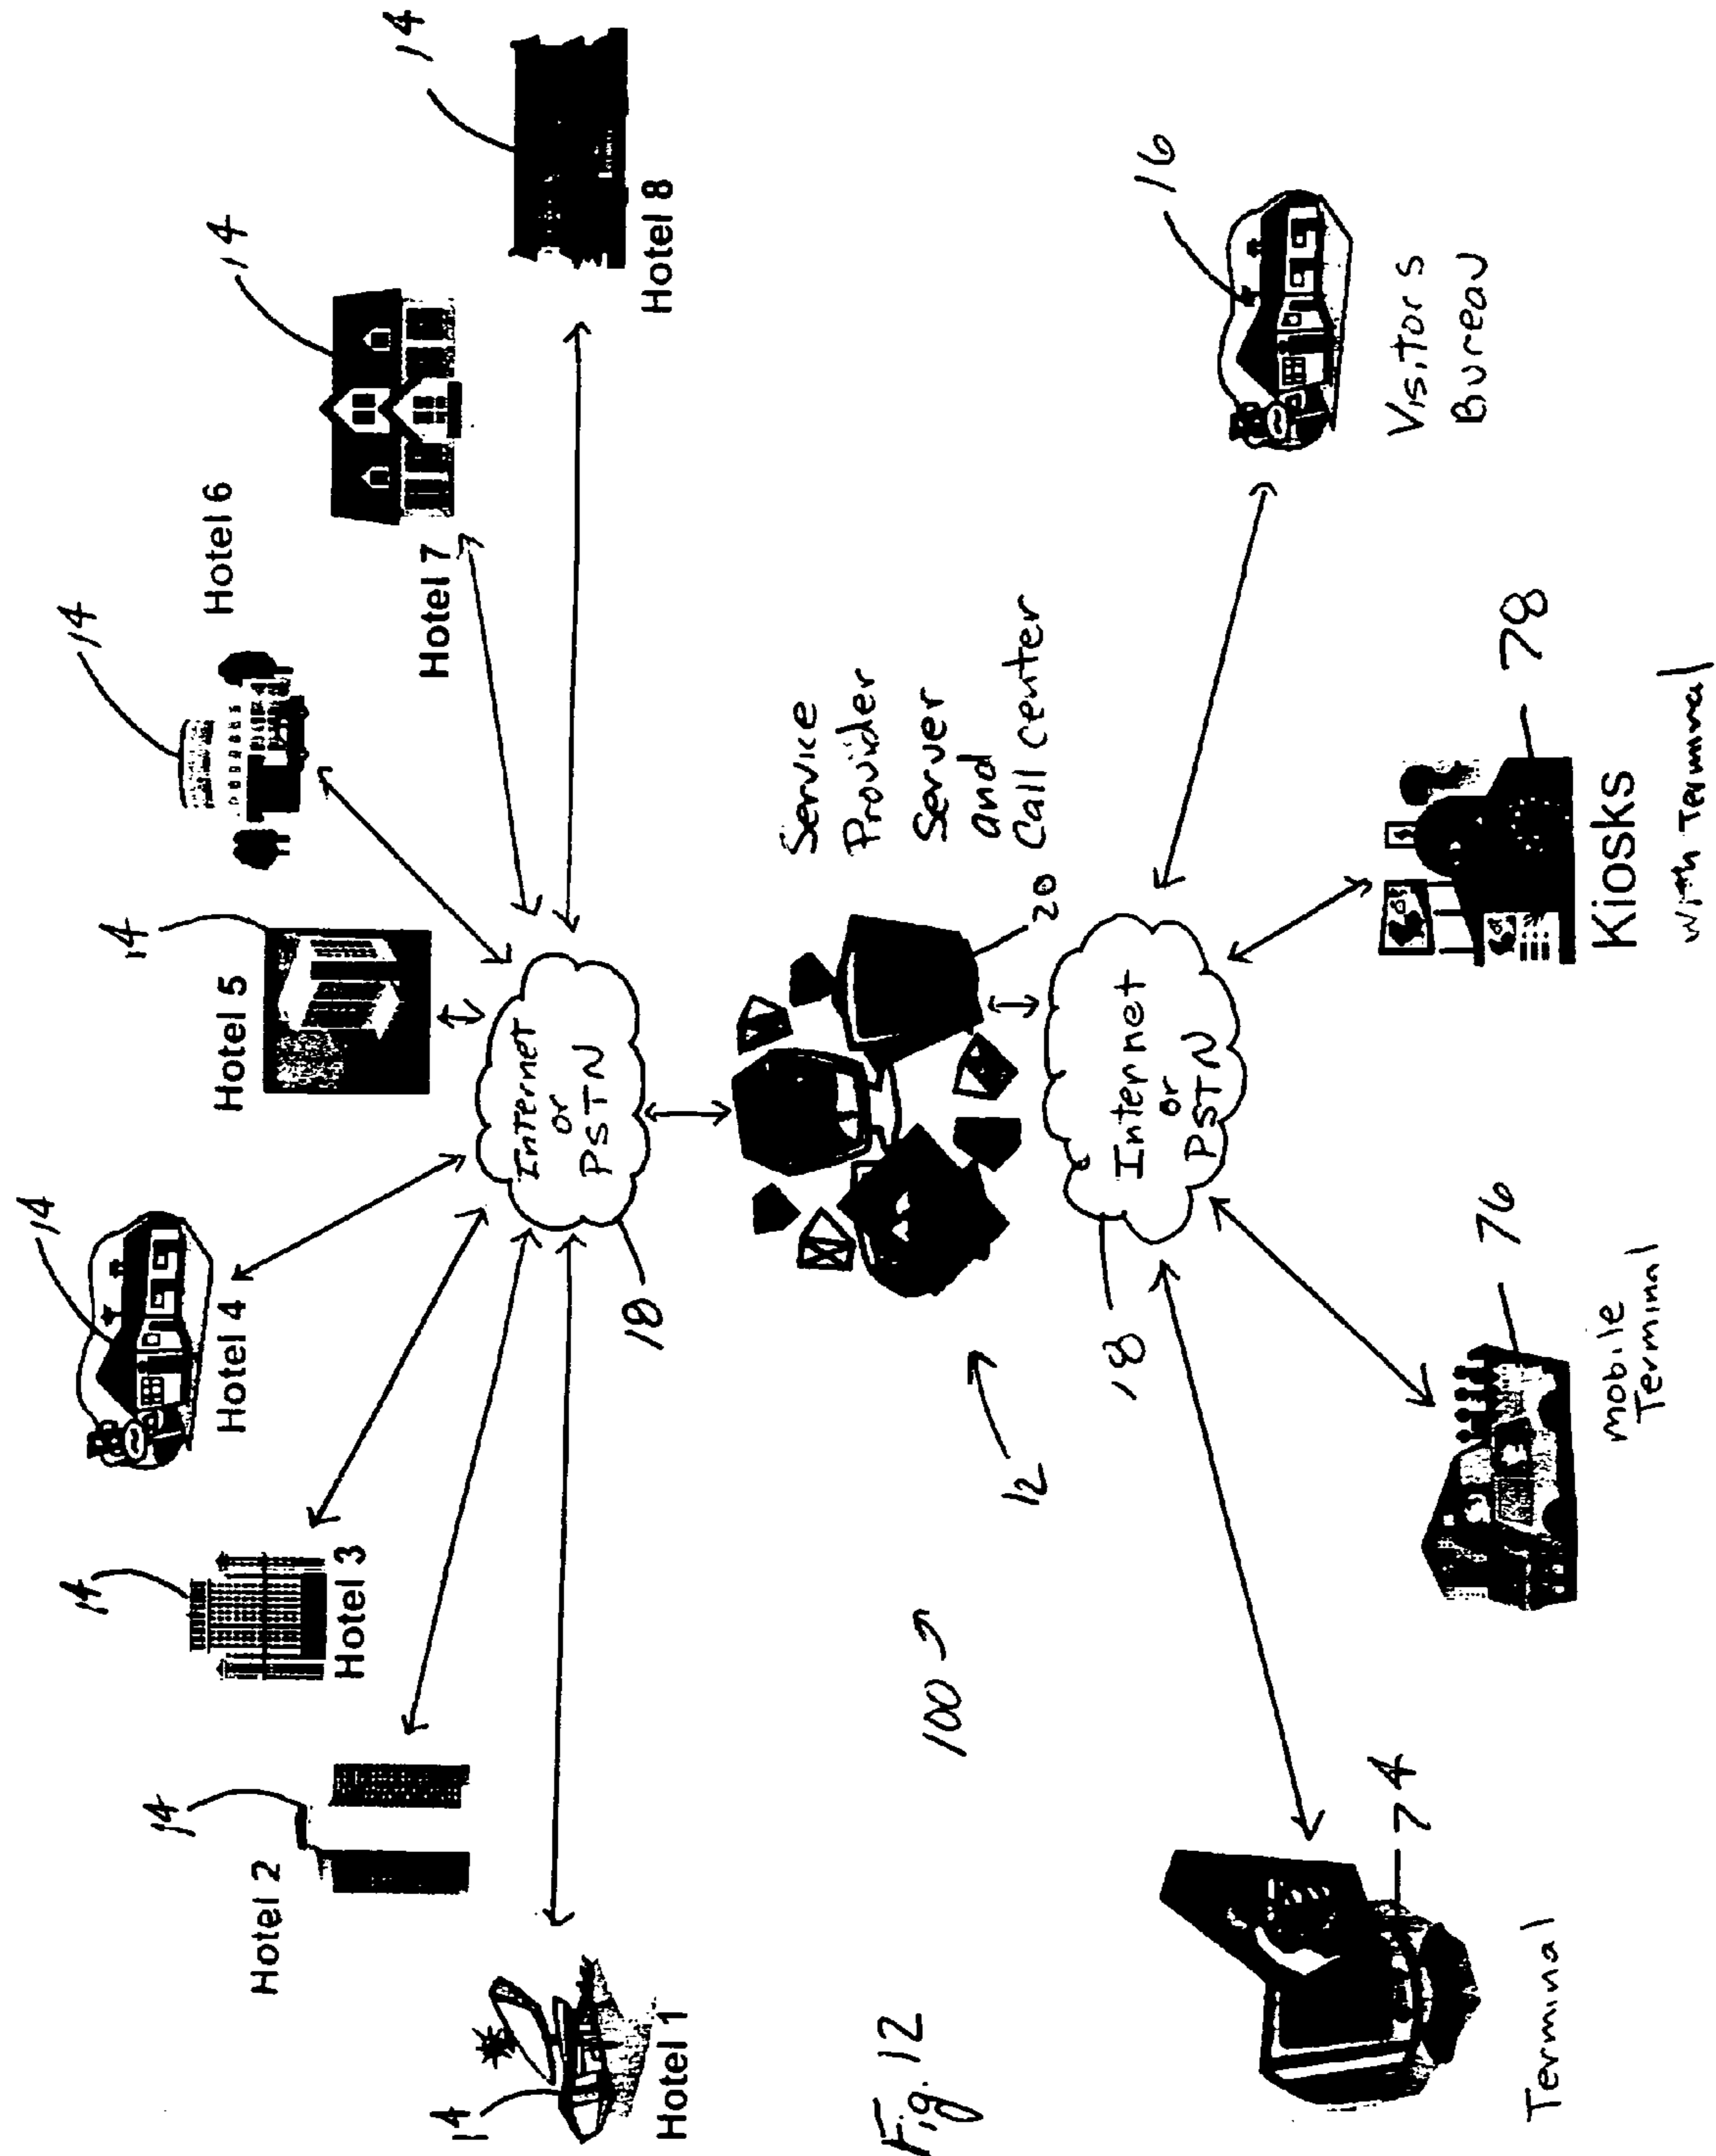 14
Hotel 1
Hotel 2
14
14
Hotel 3
14
Hotel 4
14
Hotel 5
14
Hotel 6
14
Hotel 7
14
Hotel 8
Internet
or
PSTN
18
Service
Provider
Server
and
Call center
20
12
100
Fig. 12
Internet
or
PSTN
18
74
Terminal
76
mobile
Terminal
78
Kiosks
with Terminal
16
Visitors
Bureau
14